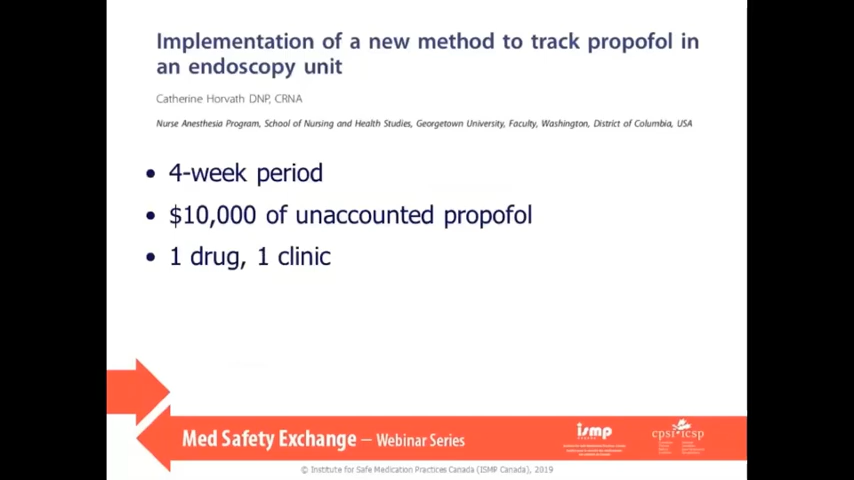 Implementation of a new method to track propofol in
an endoscopy unit
Catherine Horvath DNP, CRNA
Nurse Anesthesia Program, School of Nursing and Health Studies, Georgetown University, Faculty, Washington, District of Columbia, USA
• 4-week period
• $10,000 of unaccounted propofol
• 1 drug, 1 clinic
Med Safety Exchange – Webinar Series
ismp
cpsi icsp
© Institute for Safe Medication Practices Canada (ISMP Canada), 2019